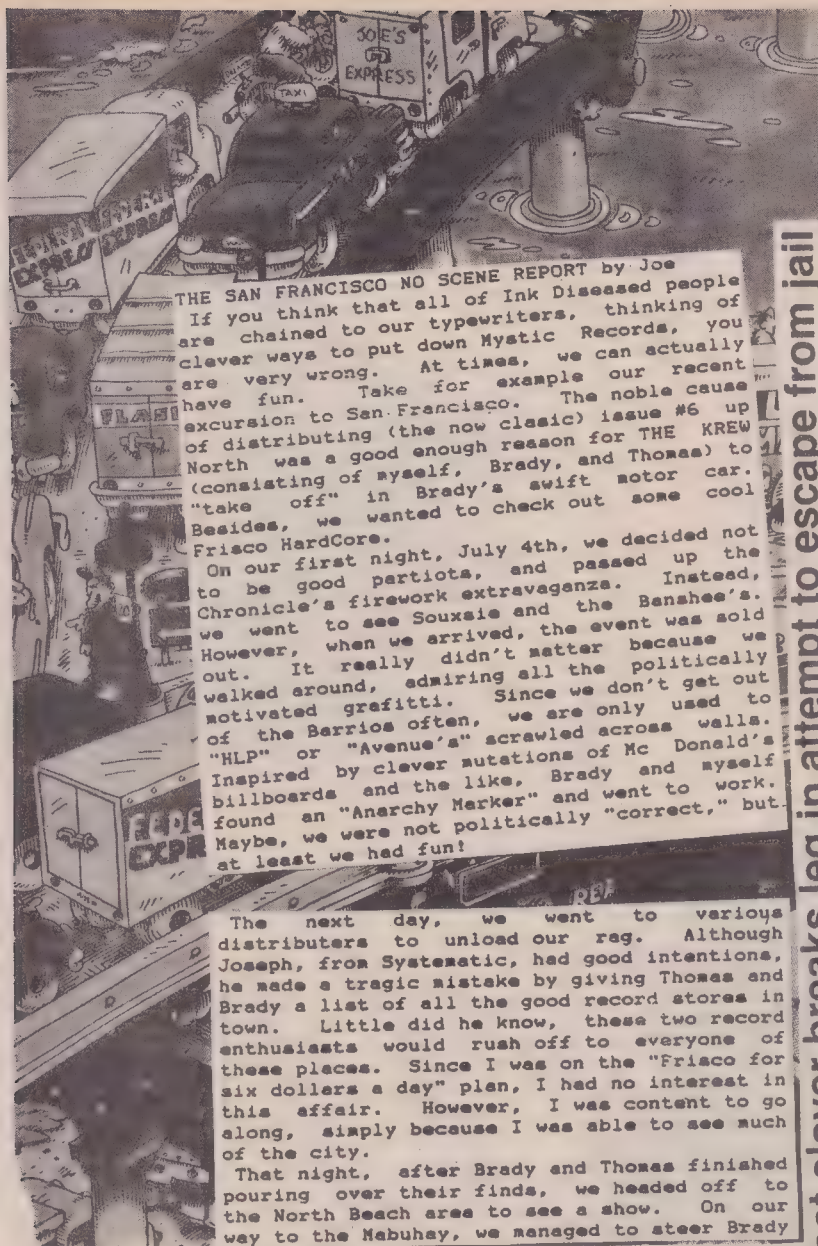 JOE'S
EXPRESS
TAXI
EXPRESS EXPRESS
FLASH
THE SAN FRANCISCO NO SCENE REPORT by Joe
If you think that all of Ink Diseased people
are chained to our typewriters, thinking of
clever ways to put down Mystic Records, you
are very wrong. At times, we can actually
have fun. Take for example our recent
excursion to San Francisco. The noble cause
of distributing (the now clasic) issue #6 up
North was a good enough reason for THE KREW
(consisting of myself, Brady, and Thomas) to
"take off" in Brady's swift motor car.
Besides, we wanted to check out some cool
Frisco HardCore.
On our first night, July 4th, we decided not
to be good partiots, and passed up the
Chronicle's firework extravaganza. Instead,
we went to see Souxsie and the Banshee's.
However, when we arrived, the event was sold
out. It really didn't matter because we
walked around, admiring all the politically
motivated grafitti. Since we don't get out
of the Barrios often, we are only used to
"HLP" or "Avenue's" scrawled across walls.
Inspired by clever mutations of Mc Donald's
billboards and the like, Brady and myself
found an "Anarchy Marker" and went to work.
Maybe, we were not politically "correct," but
at least we had fun!
FEDE
EXPR
The next day, we went to various
distributers to unload our rag. Although
Joseph, from Systematic, had good intentions,
he made a tragic mistake by giving Thomas and
Brady a list of all the good record stores in
town. Little did he know, these two record
enthusiasts would rush off to everyone of
these places. Since I was on the "Frisco for
six dollars a day" plan, I had no interest in
this affair. However, I was content to go
along, simply because I was able to see much
of the city.
That night, after Brady and Thomas finished
pouring over their finds, we headed off to
the North Beach area to see a show. On our
way to the Mabuhay, we managed to steer Brady
slayer breaks leg in attempt to escape from jail